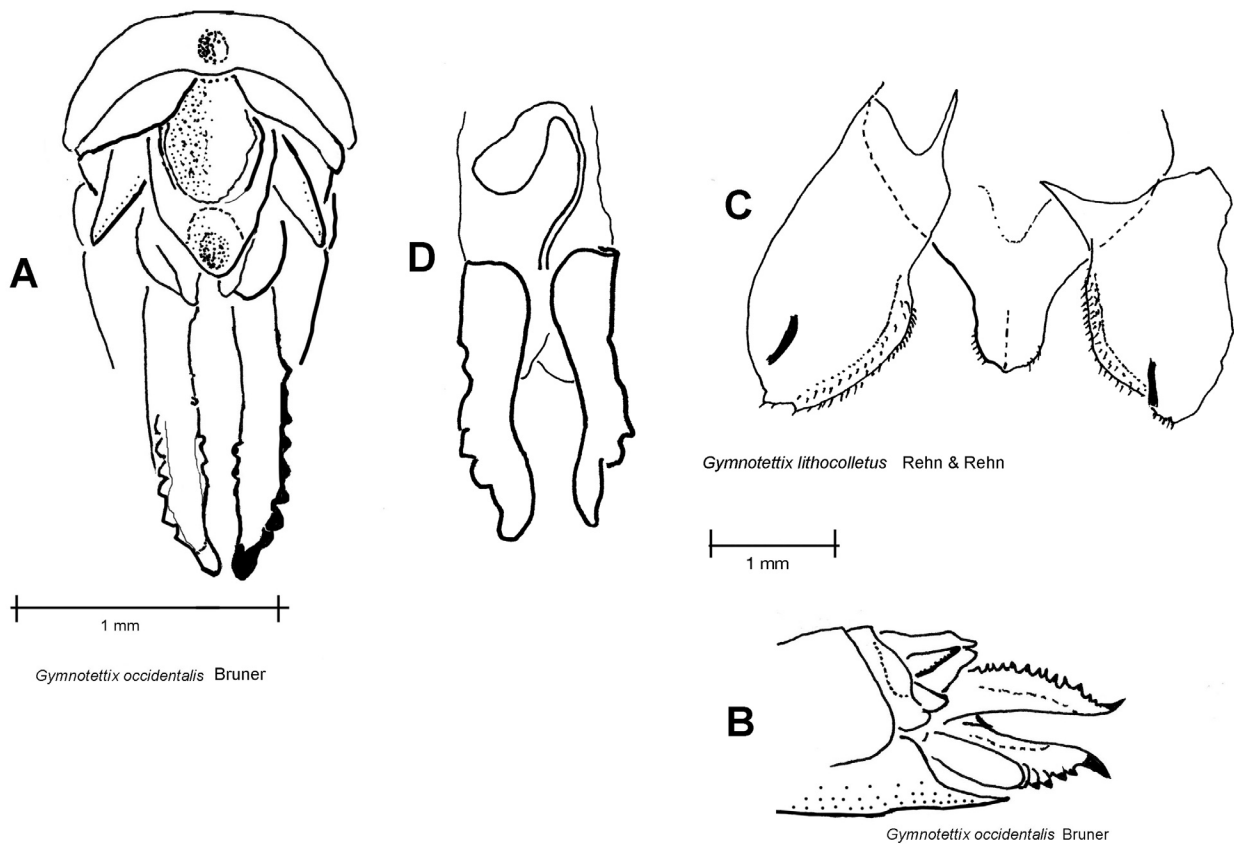 A
1 mm
Gymnotettix occidentalis Bruner
D
C
Gymnotettix lithocolletus Rehn & Rehn
1 mm
B
Gymnotettix occidentalis Bruner